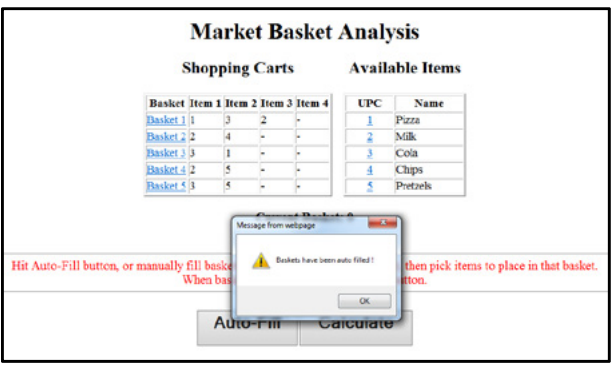 Market Basket Analysis
Shopping Carts Available Items
Basket Item 1 Item 2 Item 3 Item 4 UPC Name
Basket 1 1 3 2 - 1 Pizza
Basket 2 2 4 - - 2 Milk
Basket 3 3 1 - - 3 Cola
Basket 4 2 5 - - 4 Chips
Basket 5 3 5 - - 5 Pretzels
Message from webpage
Baskets have been auto filled !
OK
Hit Auto-Fill button, or manually fill then pick items to place in that basket.
When
Auto-Fill Calculate